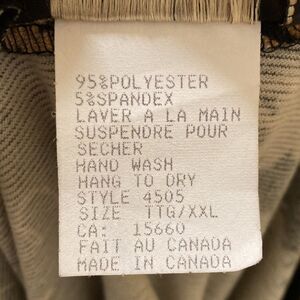 95%POLYESTER
5%SPANDEX
LAVER A LA MAIN
SUSPENDRE POUR
SECHER
HAND WASH
HANG TO DRY
STYLE 4505
SIZE TTG/XXL
CA: 15660
FAIT AU CANADA
MADE IN CANADA